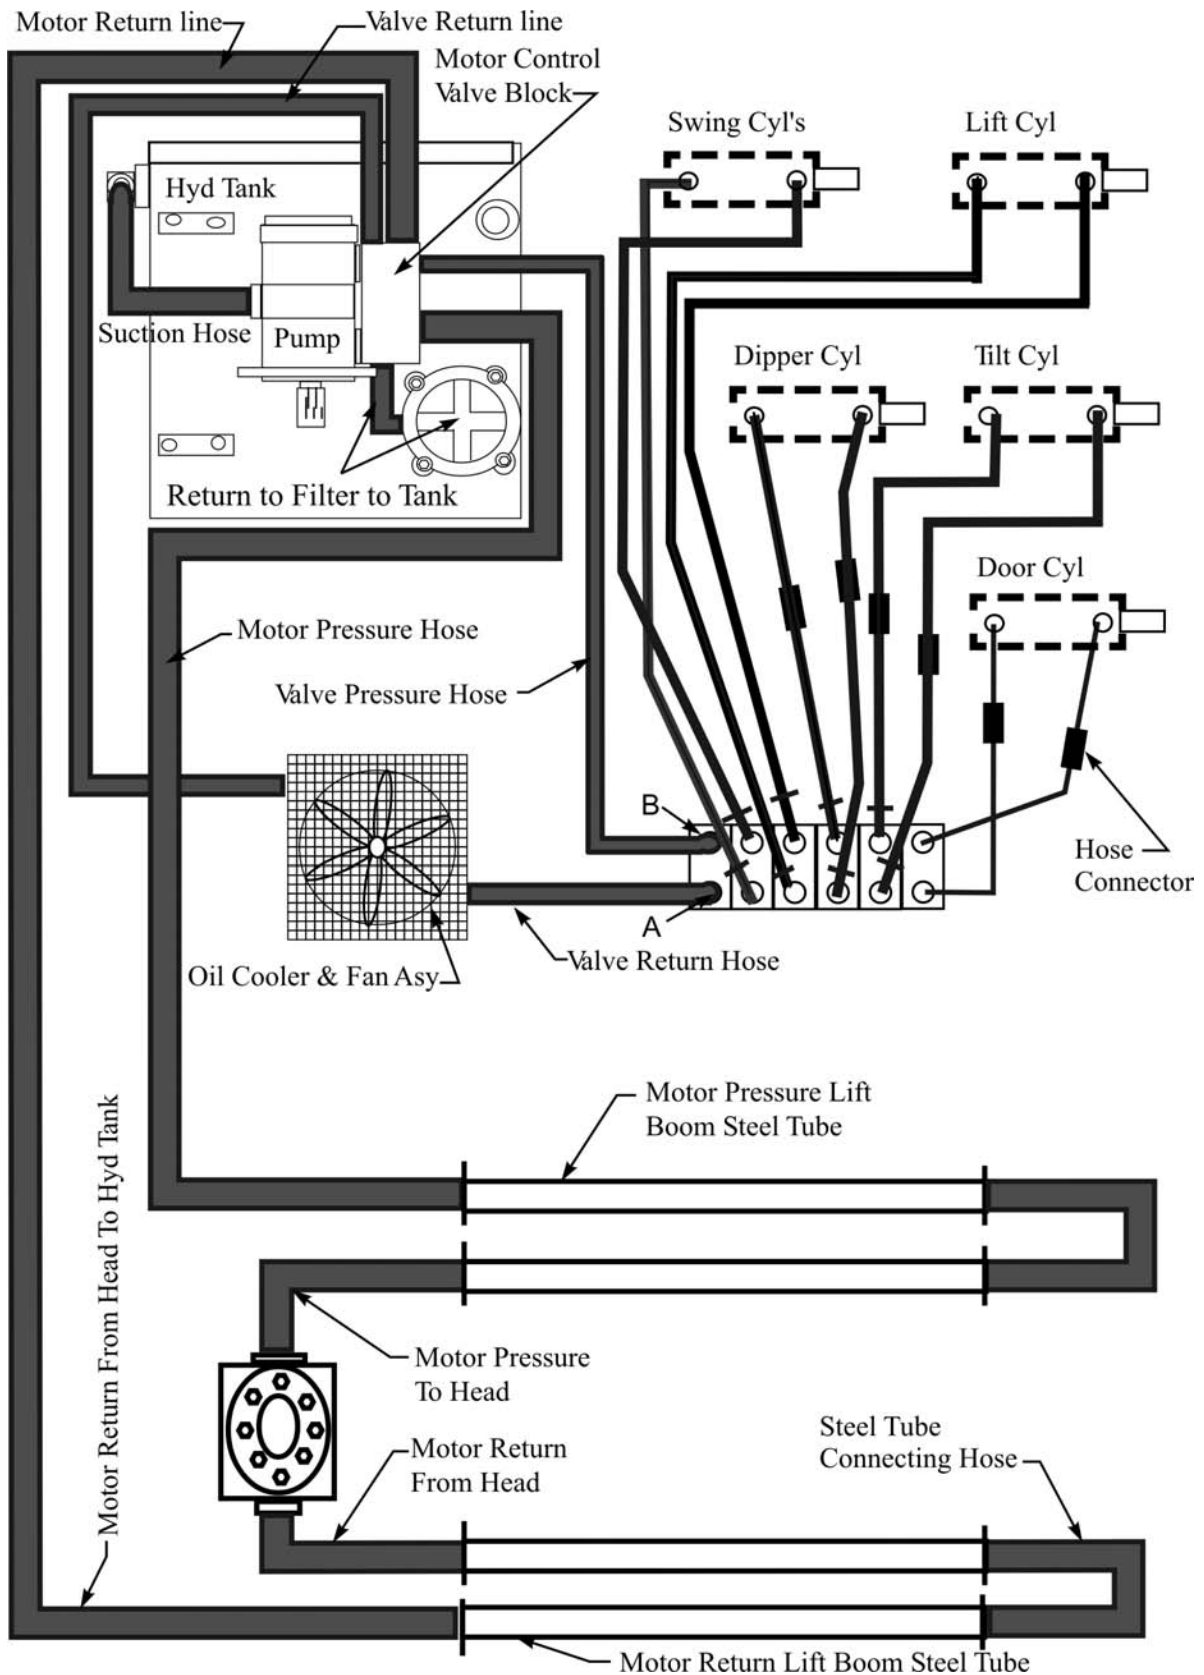 Motor Return line
Valve Return line
Motor Control
Valve Block
Swing Cyl's
Lift Cyl
Hyd Tank
Suction Hose
Pump
Dipper Cyl
Tilt Cyl
Return to Filter to Tank
Door Cyl
Motor Pressure Hose
Valve Pressure Hose
B
A
Hose
Connector
Valve Return Hose
Oil Cooler & Fan Asy
Motor Return From Head To Hyd Tank
Motor Pressure Lift
Boom Steel Tube
Motor Pressure
To Head
Motor Return
From Head
Steel Tube
Connecting Hose
Motor Return Lift Boom Steel Tube